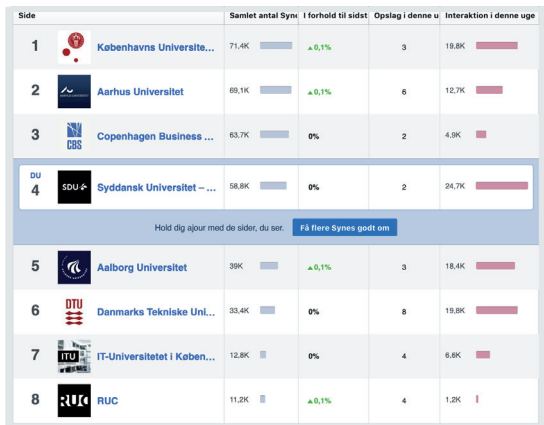 Side Samlet antal Syne I forhold til sidst Opslag i denne u Interaktion i denne uge
1 Københavns Universite... 71,4K ▲0,1% 3 19,8K
2 AARHUS UNIVERSITET Aarhus Universitet 69,1K ▲0,1% 6 12,7K
3 CBS Copenhagen Business ... 63,7K 0% 2 4,9K
DU
4 SDU Syddansk Universitet – ... 58,8K 0% 2 24,7K
Hold dig ajour med de sider, du ser. Få flere Synes godt om
5 Aalborg Universitet 39K ▲0,1% 3 18,4K
6 DTU Danmarks Tekniske Uni... 33,4K 0% 8 19,8K
7 ITU IT-Universitetet i Køben... 12,8K 0% 4 6,6K
8 RUC RUC 11,2K ▲0,1% 4 1,2K